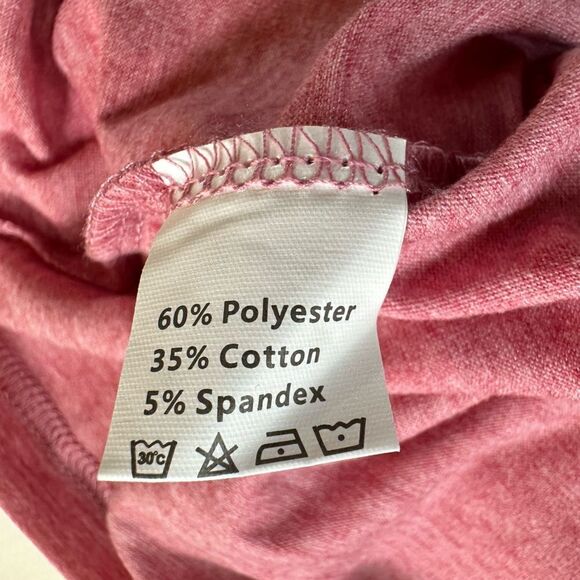 60% Polyester
35% Cotton
5% Spandex
30°C